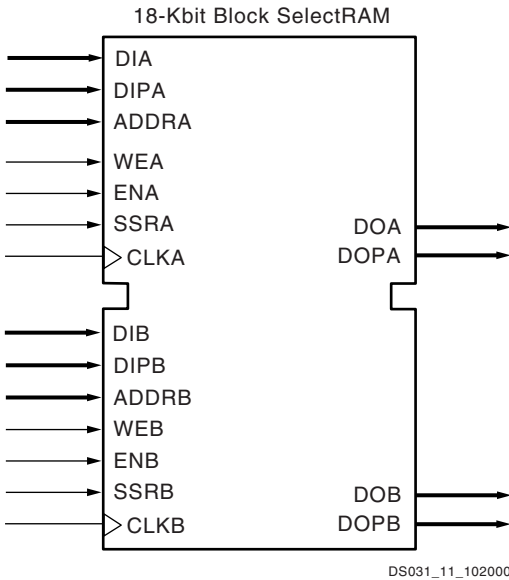 18-Kbit Block SelectRAM
DIA
DIPA
ADDRA
WEA
ENA
SSRA
CLKA
DOA
DOPA
DIB
DIPB
ADDRB
WEB
ENB
SSRB
CLKB
DOB
DOPB
DS031_11_102000